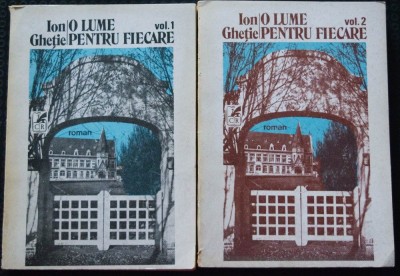 Ion O LUME vol.1
Gheție PENTRU FIECARE
roman
Ion O LUME vol.2
Gheție PENTRU FIECARE
roman